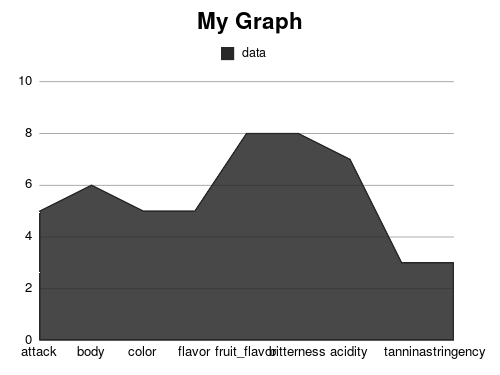 My Graph
data
10
8
6
4
2
0
attack body color flavor fruit_flavor bitterness acidity tannin astringency